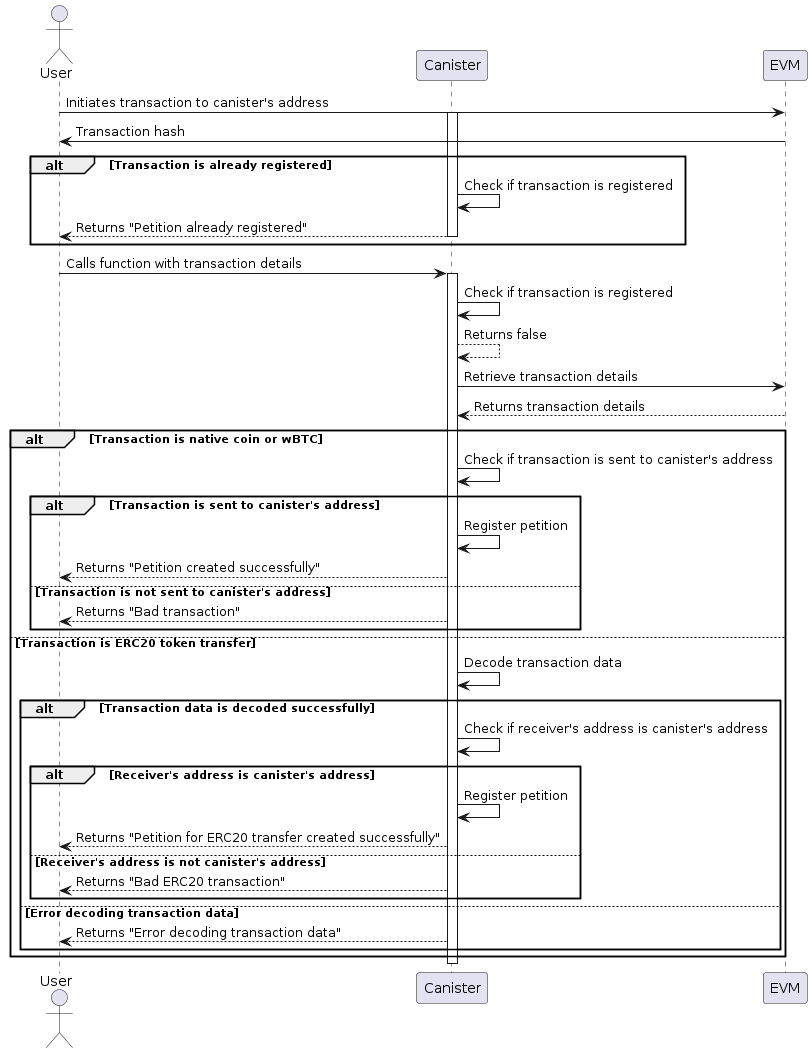 User
Canister
EVM
Initiates transaction to canister's address
Transaction hash
alt [Transaction is already registered]
Check if transaction is registered
Returns "Petition already registered"
Calls function with transaction details
Check if transaction is registered
Returns false
Retrieve transaction details
Returns transaction details
alt [Transaction is native coin or wBTC]
Check if transaction is sent to canister's address
alt [Transaction is sent to canister's address]
Register petition
Returns "Petition created successfully"
[Transaction is not sent to canister's address]
Returns "Bad transaction"
[Transaction is ERC20 token transfer]
Decode transaction data
alt [Transaction data is decoded successfully]
Check if receiver's address is canister's address
alt [Receiver's address is canister's address]
Register petition
Returns "Petition for ERC20 transfer created successfully"
[Receiver's address is not canister's address]
Returns "Bad ERC20 transaction"
[Error decoding transaction data]
Returns "Error decoding transaction data"
User
Canister
EVM